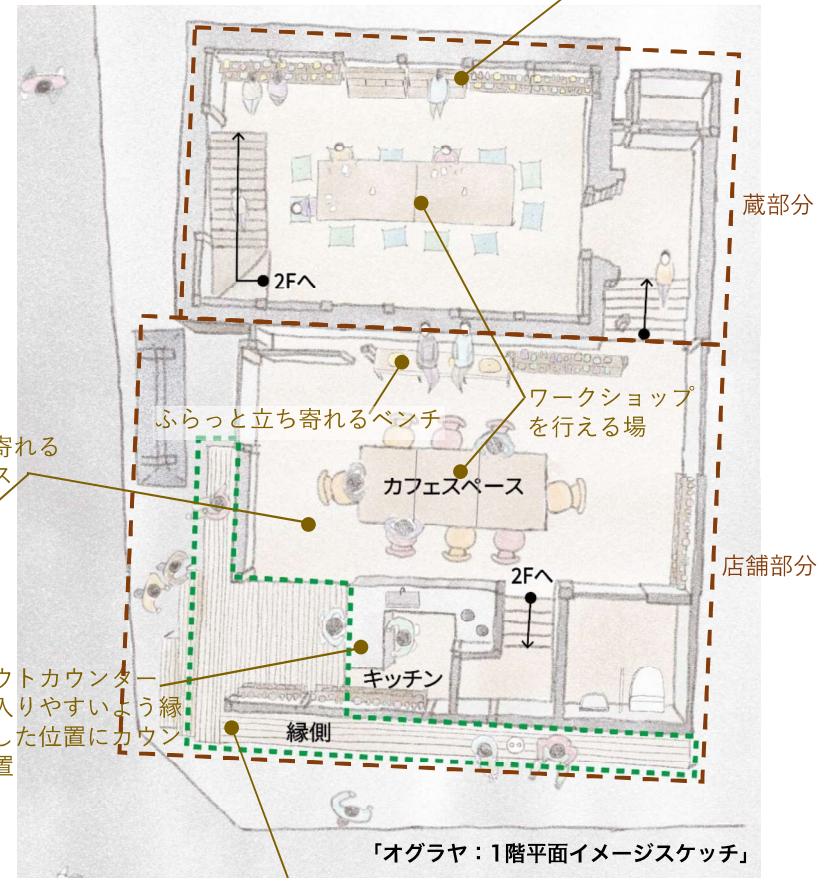 蔵部分
2Fへ
ワークショップ
を行える場
ふらっと立ち寄れるベンチ
寄れる
ス
カフェスペース
店舗部分
2Fへ
ウトカウンター
入りやすいよう縁
した位置にカウン
置
キッチン
縁側
「オグラヤ：1階平面イメージスケッチ」